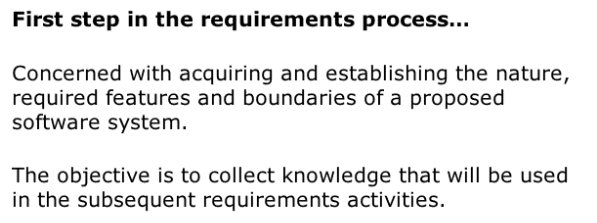 First step in the requirements process...
Concerned with acquiring and establishing the nature,
required features and boundaries of a proposed
software system.
The objective is to collect knowledge that will be used
in the subsequent requirements activities.